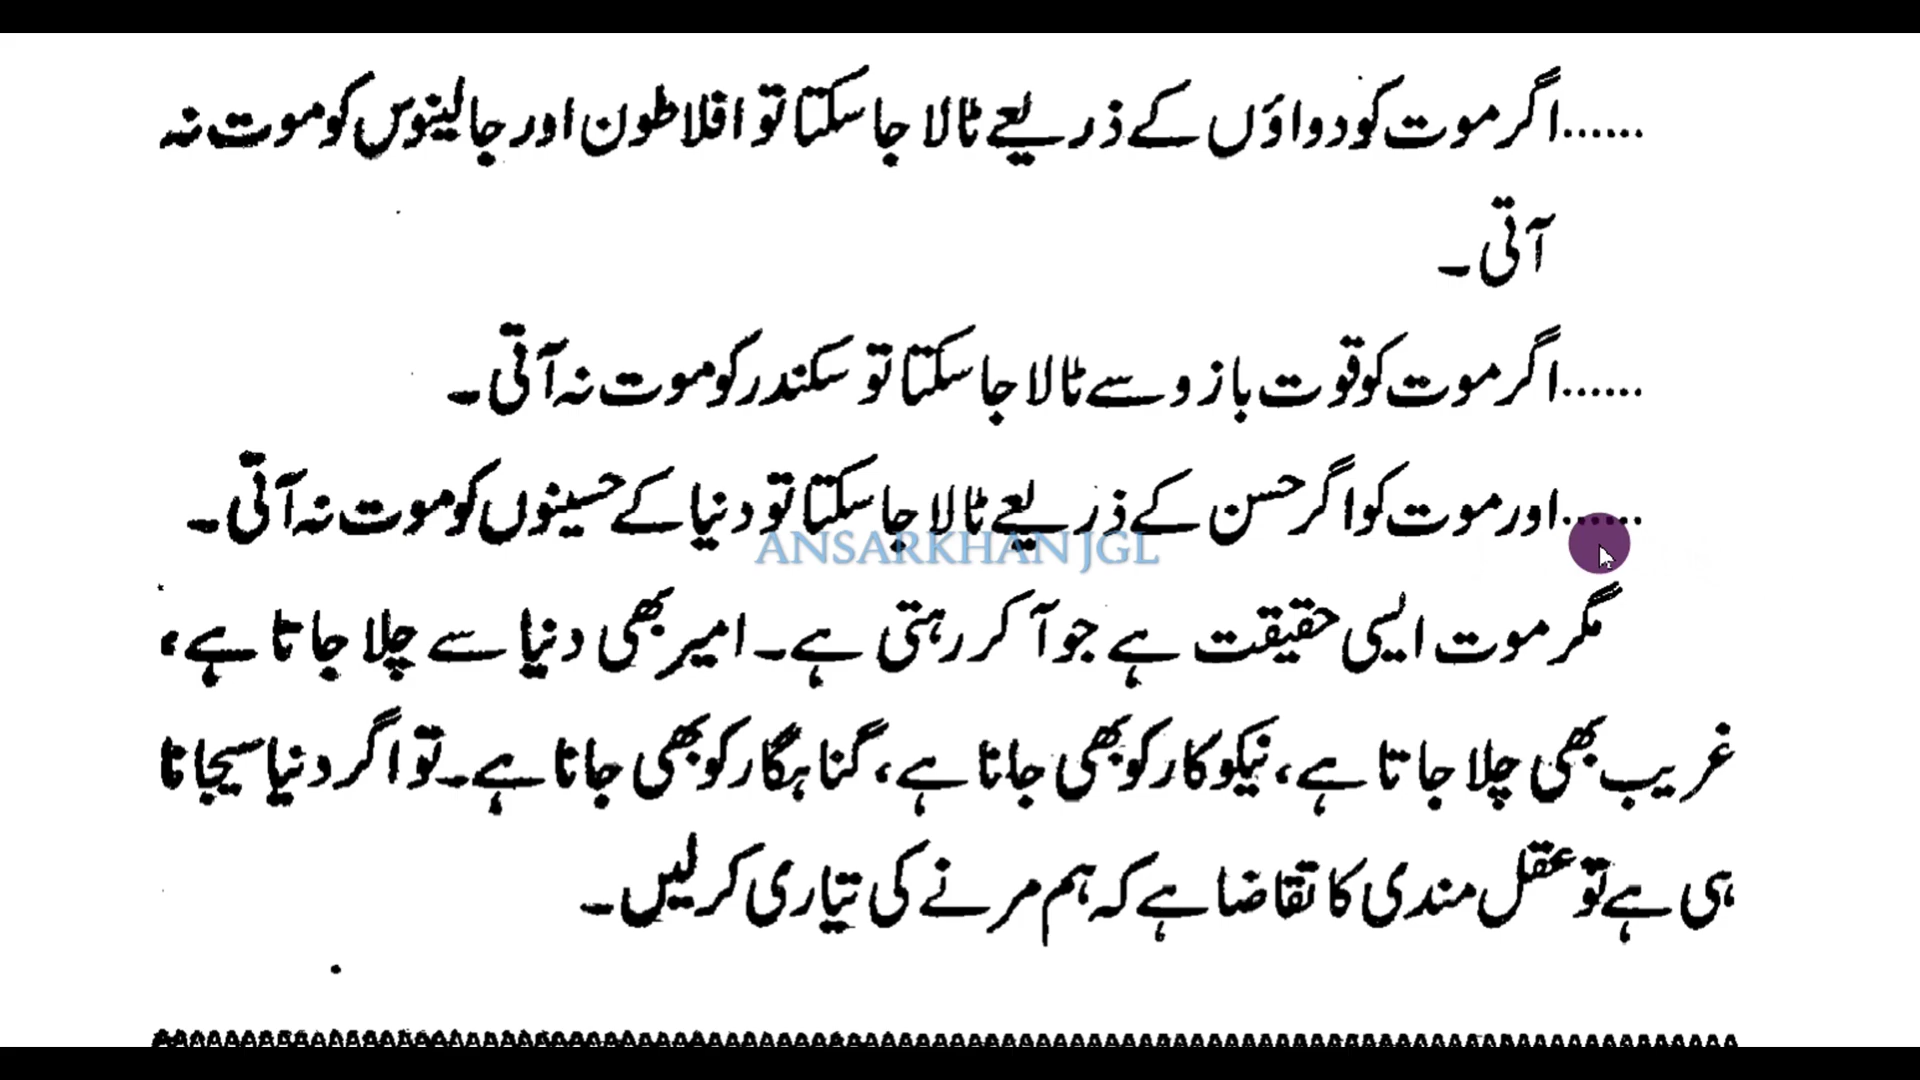 ......اگر موت کو دواؤں کے ذریعے ٹالا جا سکتا تو افلاطون اور جالینوس کو موت نہ
آتی۔
......اگر موت کو قوت بازو سے ٹالا جا سکتا تو سکندر کو موت نہ آتی۔
......اور موت کو اگر حسن کے ذریعے ٹالا جا سکتا تو دنیا کے حسینوں کو موت نہ آتی۔
ANSARKHAN JGL
مگر موت ایسی حقیقت ہے جو آ کر رہتی ہے۔ امیر بھی دنیا سے چلا جاتا ہے،
غریب بھی چلا جاتا ہے، نیکوکار کو بھی جانا ہے، گناہگار کو بھی جانا ہے۔ تو اگر دنیا سیجانا
ہی ہے تو عقل مندی کا تقاضا ہے کہ ہم مرنے کی تیاری کرلیں۔